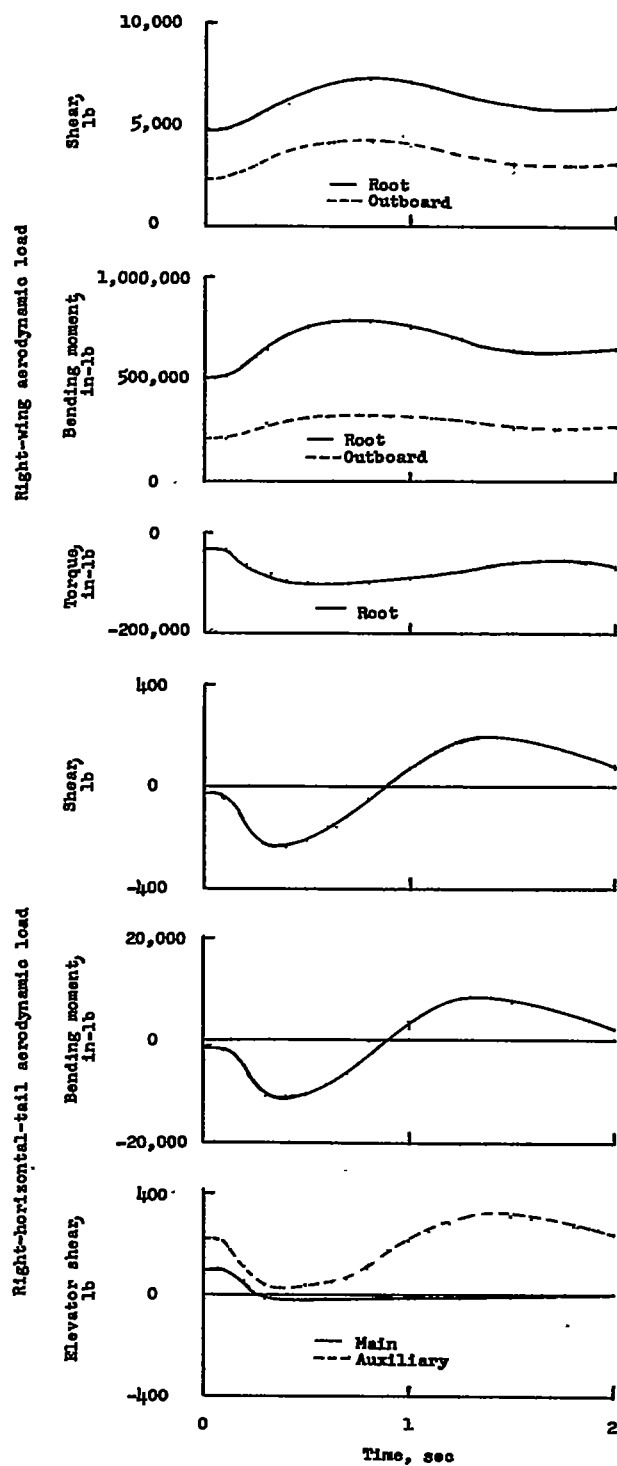 Right-wing aerodynamic load
Shear,
lb
10,000
5,000
0
Root
Outboard
Bending moment,
in-lb
1,000,000
500,000
0
Root
Outboard
Torque,
in-lb
0
-200,000
Root
Right-horizontal-tail aerodynamic load
Shear,
lb
400
0
-400
Bending moment,
in-lb
20,000
0
-20,000
Elevator shear,
lb
400
0
-400
Main
Auxiliary
0 1 2
Time, sec